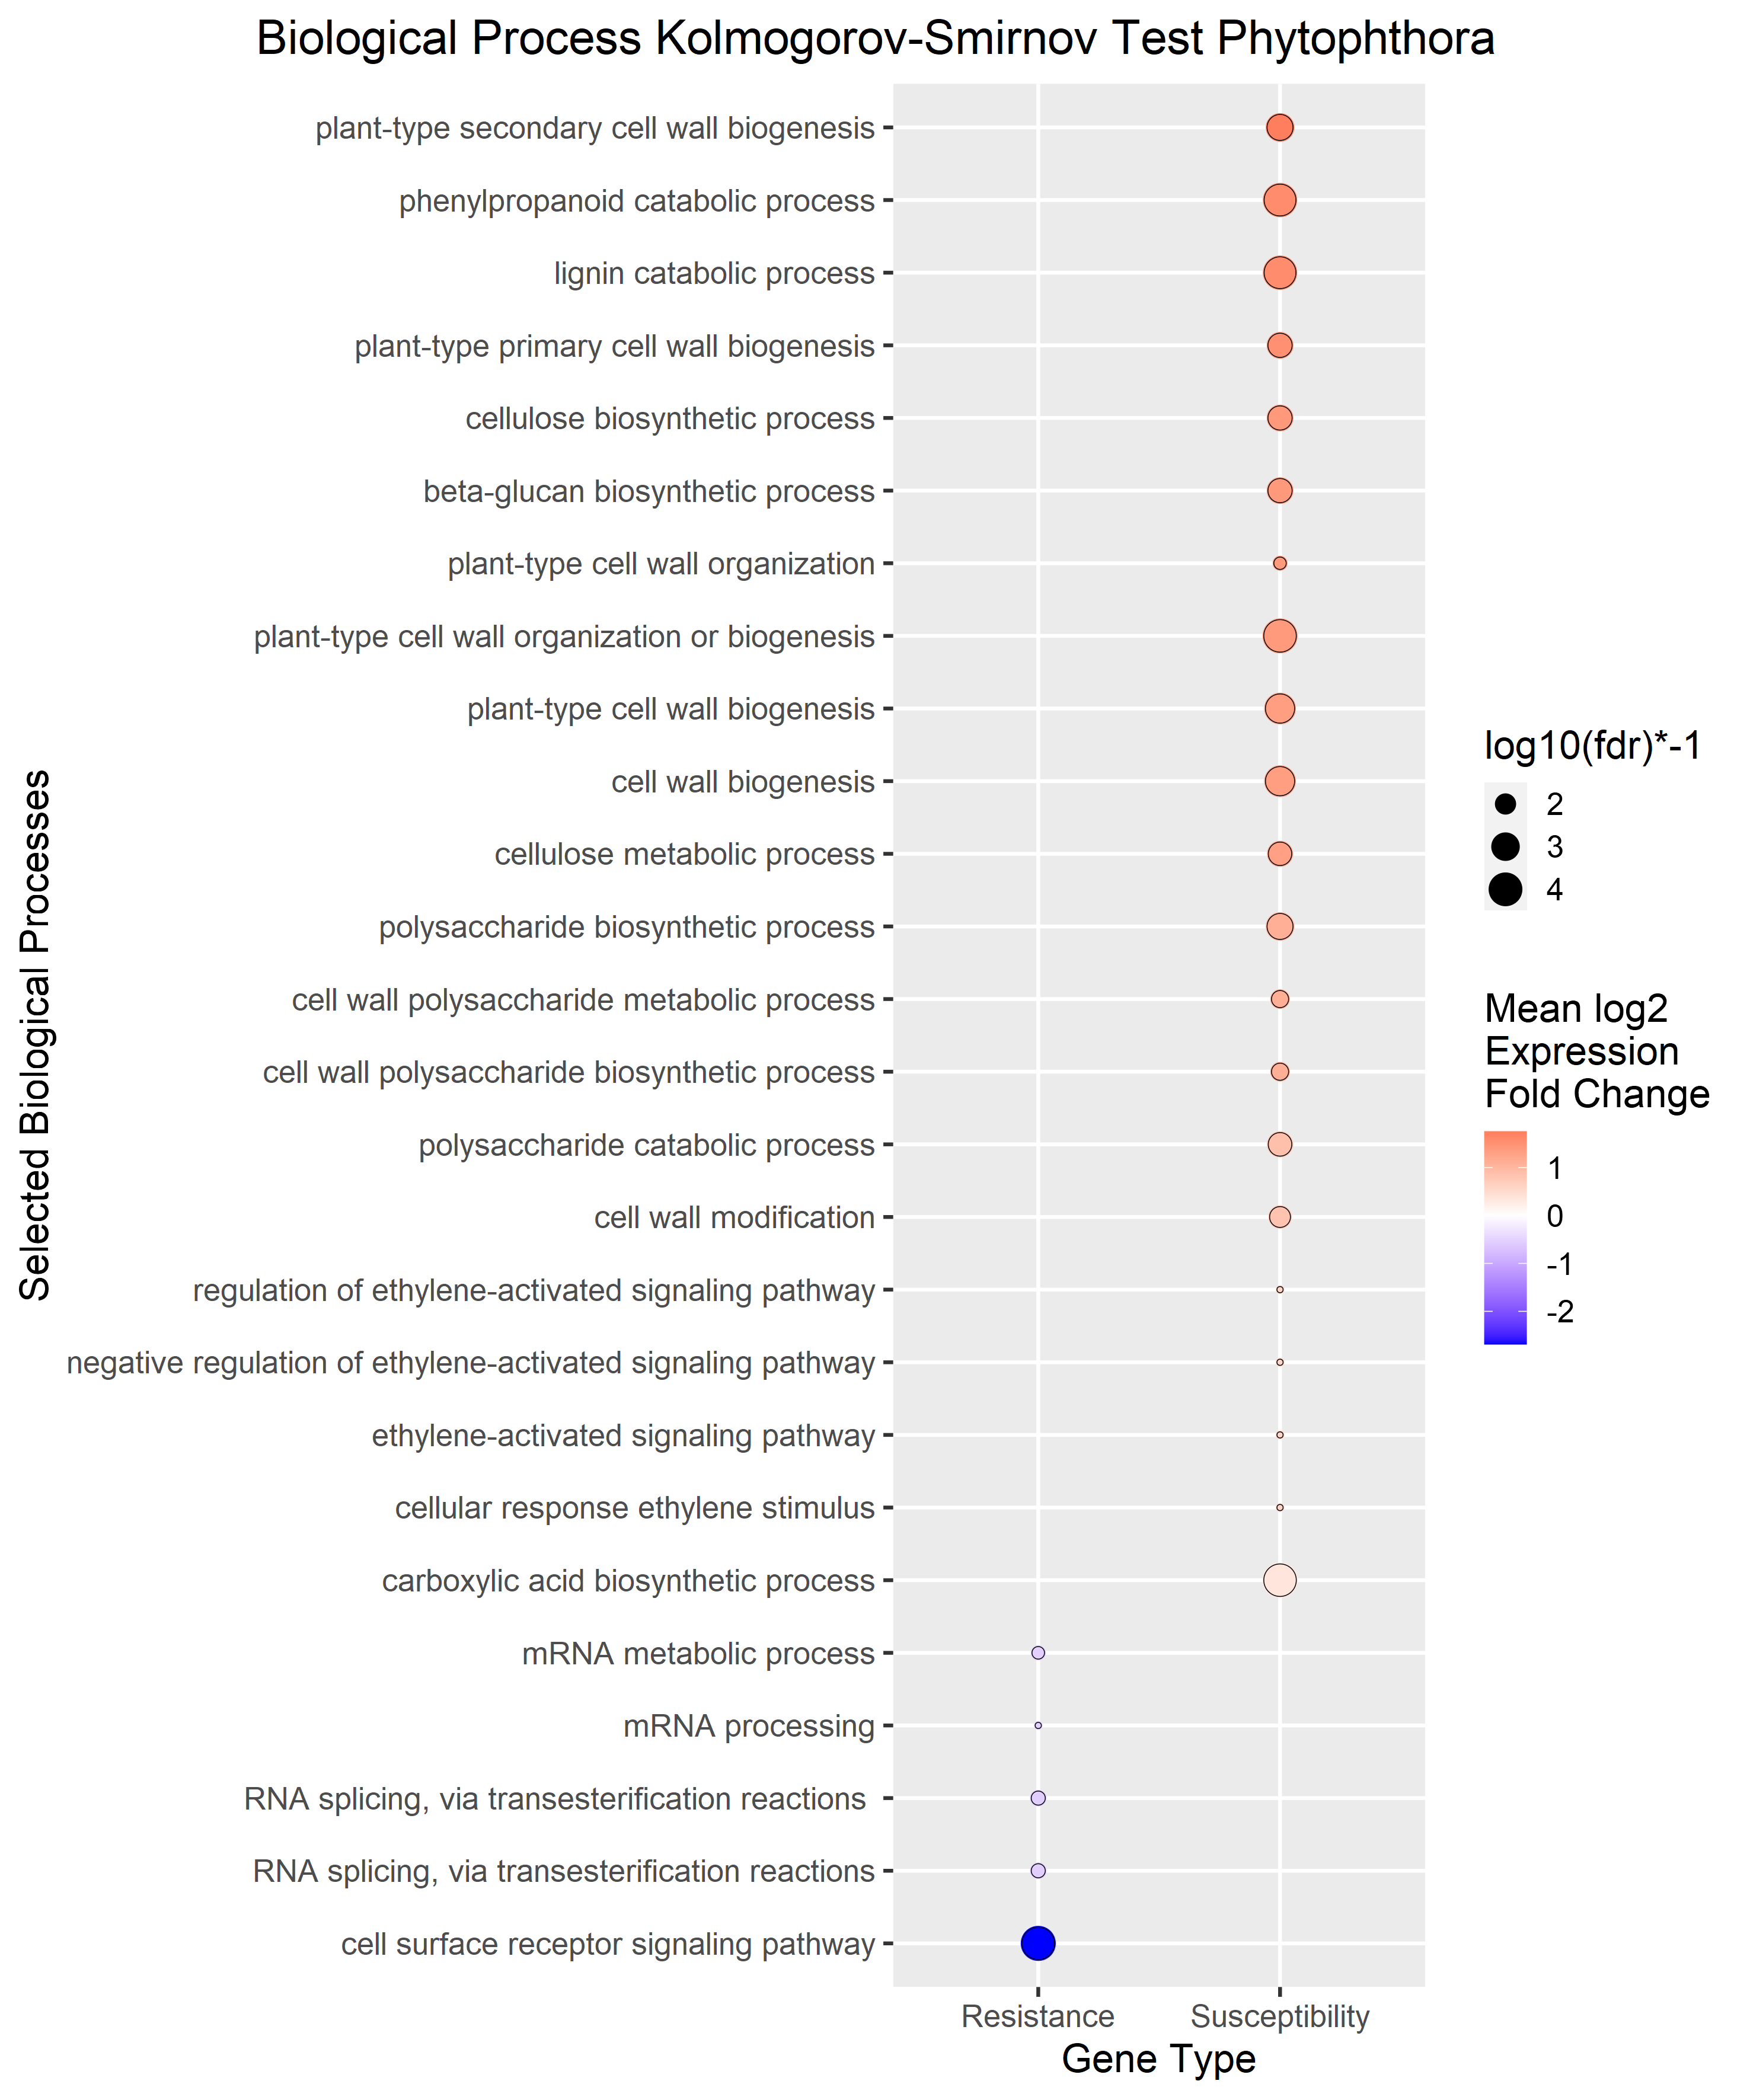 Biological Process Kolmogorov-Smirnov Test Phytophthora
Selected Biological Processes
plant-type secondary cell wall biogenesis
phenylpropanoid catabolic process
lignin catabolic process
plant-type primary cell wall biogenesis
cellulose biosynthetic process
beta-glucan biosynthetic process
plant-type cell wall organization
plant-type cell wall organization or biogenesis
plant-type cell wall biogenesis
cell wall biogenesis
cellulose metabolic process
polysaccharide biosynthetic process
cell wall polysaccharide metabolic process
cell wall polysaccharide biosynthetic process
polysaccharide catabolic process
cell wall modification
regulation of ethylene-activated signaling pathway
negative regulation of ethylene-activated signaling pathway
ethylene-activated signaling pathway
cellular response ethylene stimulus
carboxylic acid biosynthetic process
mRNA metabolic process
mRNA processing
RNA splicing, via transesterification reactions
RNA splicing, via transesterification reactions
cell surface receptor signaling pathway
Resistance
Susceptibility
Gene Type
log10(fdr)*-1
2
3
4
Mean log2
Expression
Fold Change
1
0
-1
-2